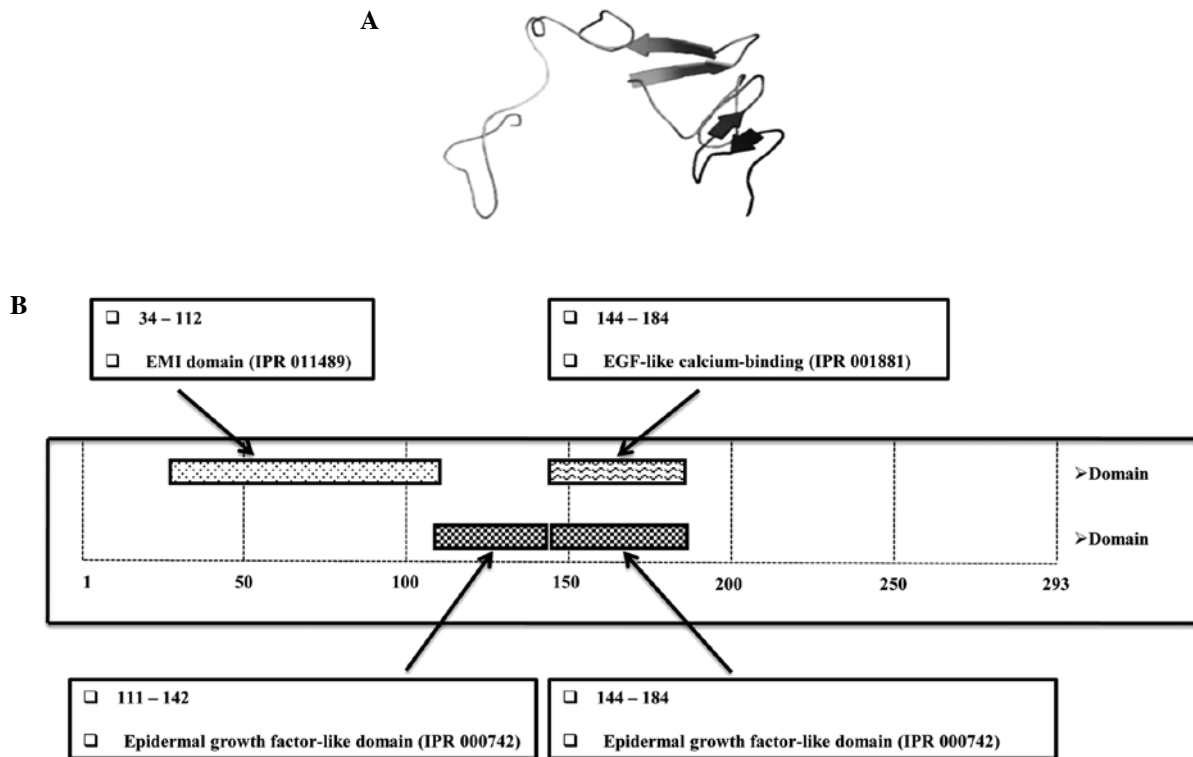 A
B
❑ 34 – 112
❑ EMI domain (IPR 011489)
❑ 144 – 184
❑ EGF-like calcium-binding (IPR 001881)
➢Domain
➢Domain
1 50 100 150 200 250 293
❑ 111 – 142
❑ Epidermal growth factor-like domain (IPR 000742)
❑ 144 – 184
❑ Epidermal growth factor-like domain (IPR 000742)